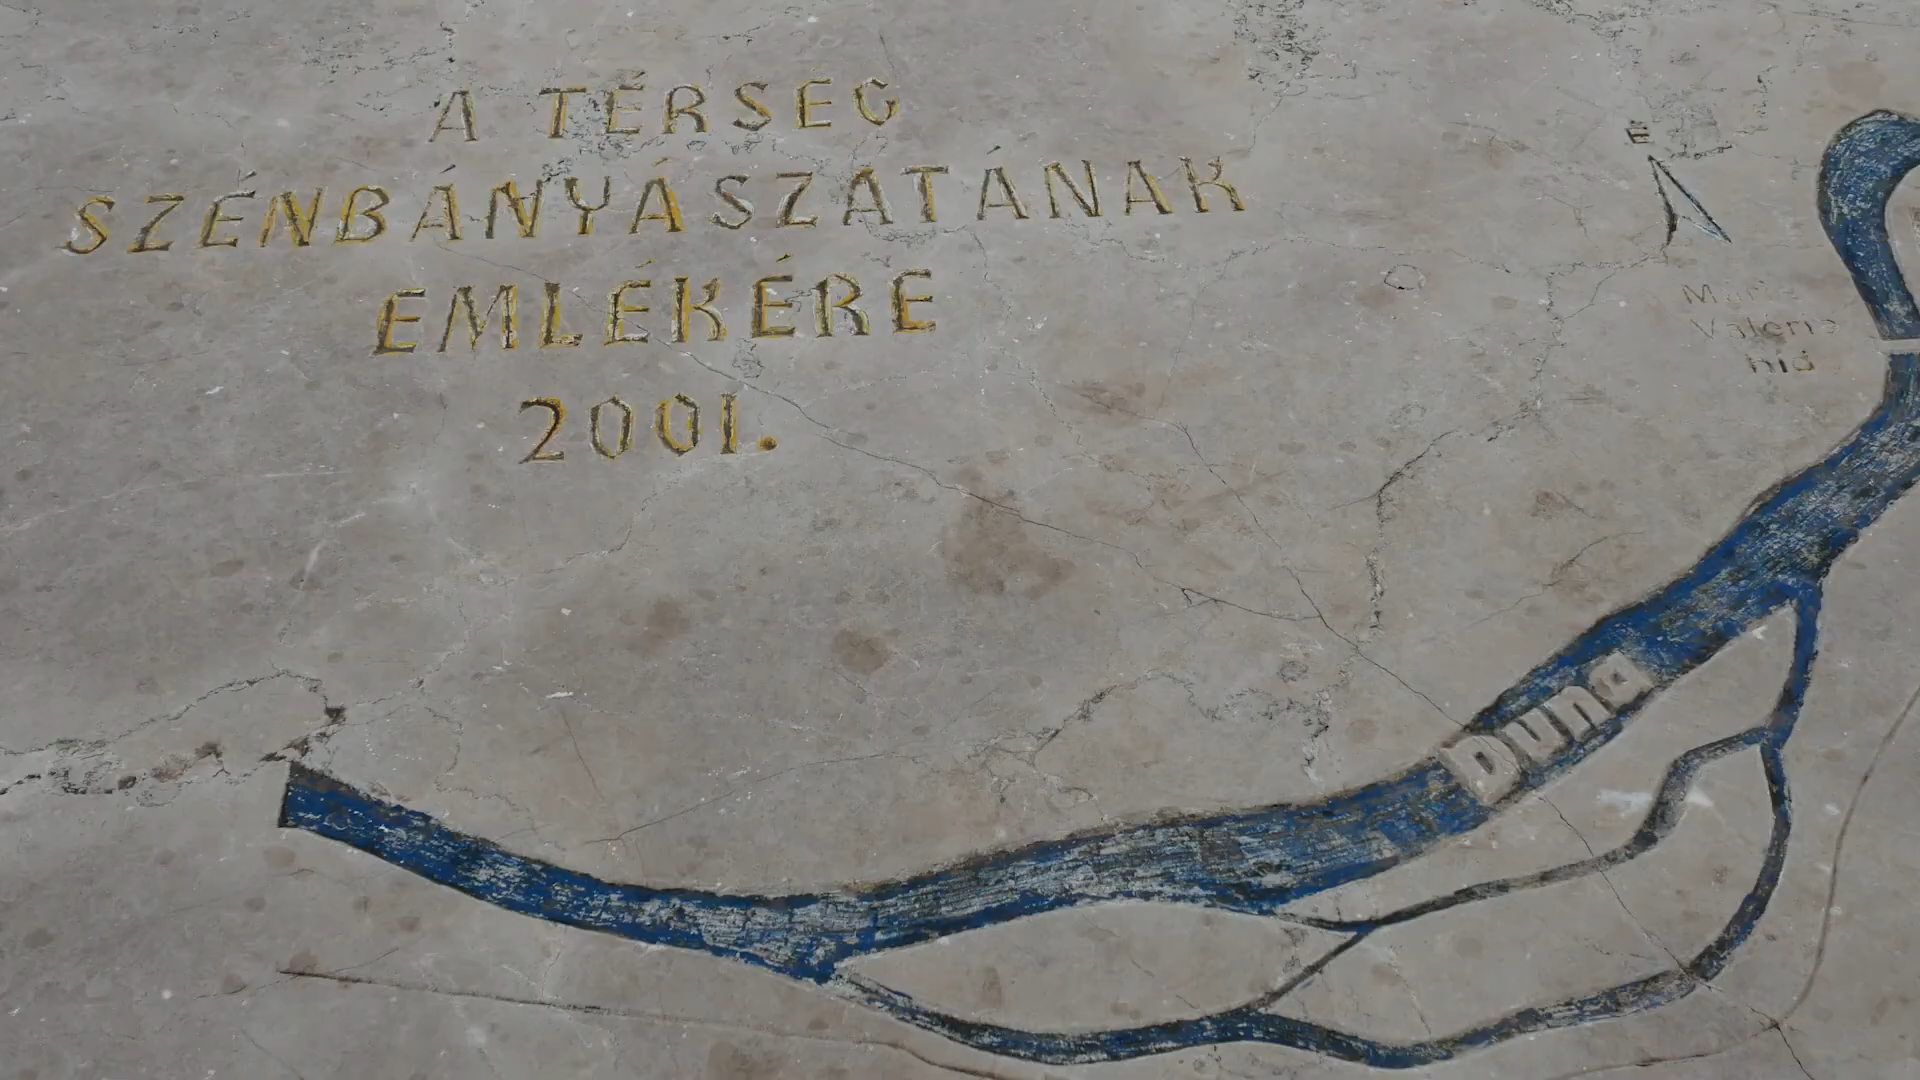 A TÉRSÉG
SZÉNBÁNYÁSZATÁNAK
EMLÉKÉRE
2001.
É
Mária
Valéria
híd
Duna